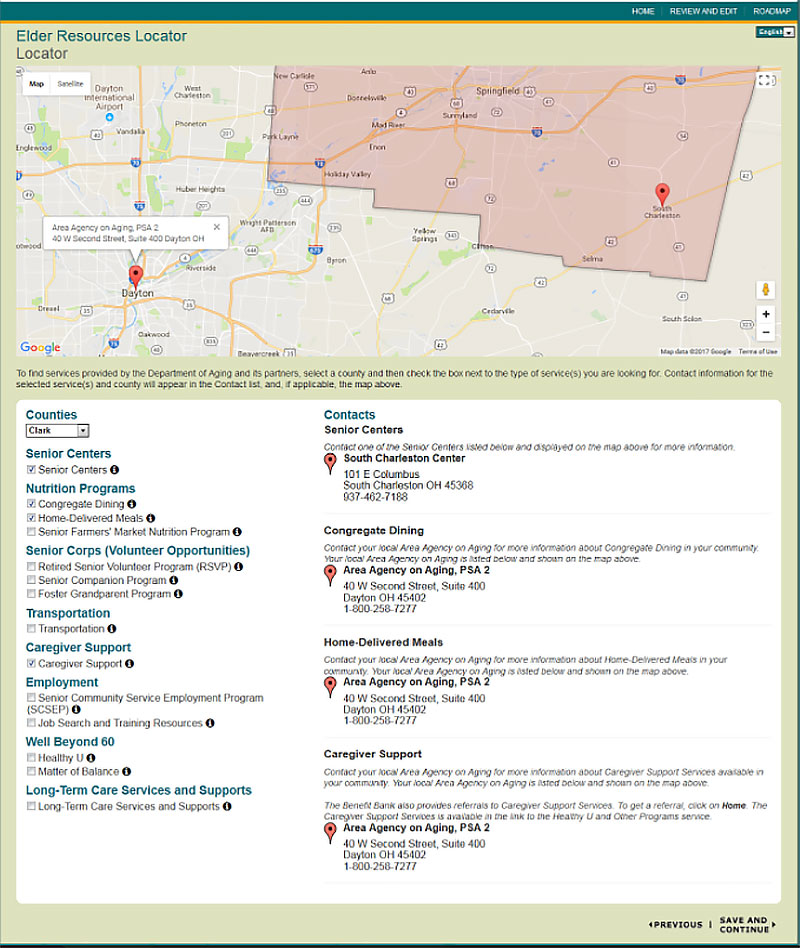 HOME | REVIEW AND EDIT | ROADMAP
Elder Resources Locator
English
Locator
Map Satellite
New Carlisle
571
Donnelsville
Springfield
Sunnyland
Mad River
Enon
Park Layne
Holiday Valley
Dayton
International
Airport
West
Charleston
Phoneton
Vandalia
Englewood
Huber Heights
Wright Patterson
AFB
Area Agency on Aging, PSA 2
40 W Second Street, Suite 400 Dayton OH
Riverside
Dayton
Drexel
Oakwood
Beavercreek
Byron
Yellow
Springs
Clifton
Selma
South
Charleston
Cedarville
South Solon
Google
Map data ©2017 Google Terms of Use
To find services provided by the Department of Aging and its partners, select a county and then check the box next to the type of service(s) you are looking for. Contact information for the
selected service(s) and county will appear in the Contact list, and, if applicable, the map above.
Counties
Clark
Senior Centers
Senior Centers
Nutrition Programs
Congregate Dining
Home-Delivered Meals
Senior Farmers' Market Nutrition Program
Senior Corps (Volunteer Opportunities)
Retired Senior Volunteer Program (RSVP)
Senior Companion Program
Foster Grandparent Program
Transportation
Transportation
Caregiver Support
Caregiver Support
Employment
Senior Community Service Employment Program
(SCSEP)
Job Search and Training Resources
Well Beyond 60
Healthy U
Matter of Balance
Long-Term Care Services and Supports
Long-Term Care Services and Supports
Contacts
Senior Centers
Contact one of the Senior Centers listed below and displayed on the map above for more information.
South Charleston Center
101 E Columbus
South Charleston OH 45368
937-462-7188
Congregate Dining
Contact your local Area Agency on Aging for more information about Congregate Dining in your community.
Your local Area Agency on Aging is listed below and shown on the map above.
Area Agency on Aging, PSA 2
40 W Second Street, Suite 400
Dayton OH 45402
1-800-258-7277
Home-Delivered Meals
Contact your local Area Agency on Aging for more information about Home-Delivered Meals in your
community. Your local Area Agency on Aging is listed below and shown on the map above.
Area Agency on Aging, PSA 2
40 W Second Street, Suite 400
Dayton OH 45402
1-800-258-7277
Caregiver Support
Contact your local Area Agency on Aging for more information about Caregiver Support Services available in
your community. Your local Area Agency on Aging is listed below and shown on the map above.
The Benefit Bank also provides referrals to Caregiver Support Services. To get a referral, click on Home. The
Caregiver Support Services is available in the link to the Healthy U and Other Programs service.
Area Agency on Aging, PSA 2
40 W Second Street, Suite 400
Dayton OH 45402
1-800-258-7277
PREVIOUS | SAVE AND
CONTINUE